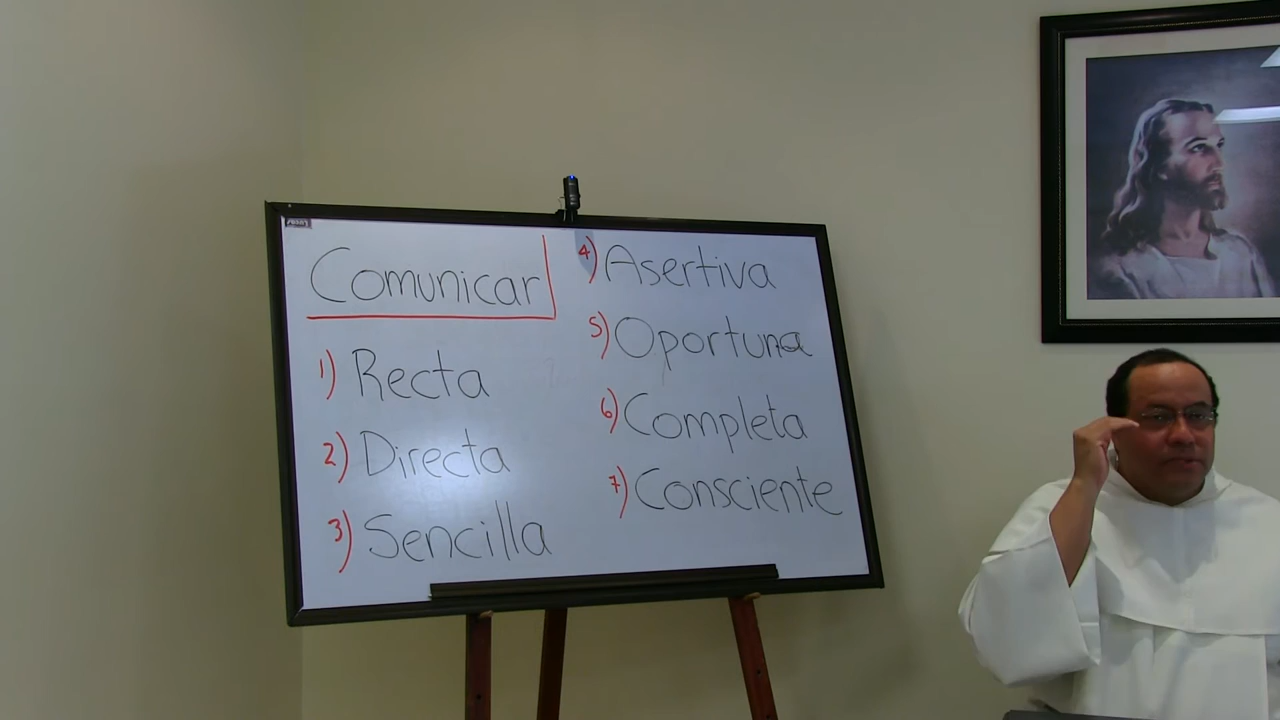 Comunicar
1) Recta
2) Directa
3) Sencilla
4) Asertiva
5) Oportuna
6) Completa
7) Consciente